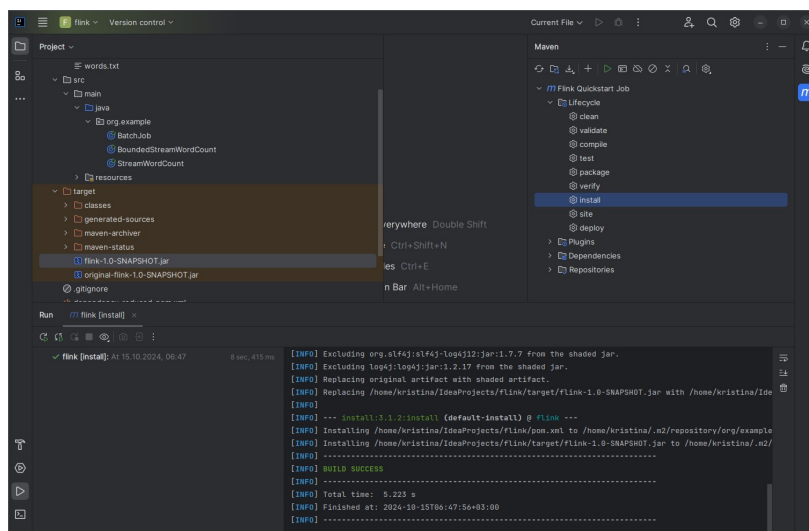 flink
Version control
Current File
Project
words.txt
src
main
java
org.example
BatchJob
BoundedStreamWordCount
StreamWordCount
resources
target
classes
generated-sources
maven-archiver
maven-status
flink-1.0-SNAPSHOT.jar
original-flink-1.0-SNAPSHOT.jar
.gitignore
verywhere Double Shift
Ctrl+Shift+N
les Ctrl+E
n Bar Alt+Home
Maven
Flink Quickstart Job
Lifecycle
clean
validate
compile
test
package
verify
install
site
deploy
Plugins
Dependencies
Repositories
Run
flink [install]
flink [install]: At 15.10.2024, 06:47 8 sec, 415 ms
[INFO] Excluding org.slf4j:slf4j-log4j12:jar:1.7.7 from the shaded jar.
[INFO] Excluding log4j:log4j:jar:1.2.17 from the shaded jar.
[INFO] Replacing original artifact with shaded artifact.
[INFO] Replacing /home/kristina/IdeaProjects/flink/target/flink-1.0-SNAPSHOT.jar with /home/kristina/Ide
[INFO]
[INFO] --- install:3.1.2:install (default-install) @ flink ---
[INFO] Installing /home/kristina/IdeaProjects/flink/pom.xml to /home/kristina/.m2/repository/org/example
[INFO] Installing /home/kristina/IdeaProjects/flink/target/flink-1.0-SNAPSHOT.jar to /home/kristina/.m2/
[INFO] ------------------------------------------------------------------------
[INFO] BUILD SUCCESS
[INFO] ------------------------------------------------------------------------
[INFO] Total time: 5.223 s
[INFO] Finished at: 2024-10-15T06:47:56+03:00
[INFO] ------------------------------------------------------------------------